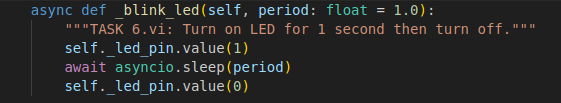 async def _blink_led(self, period: float = 1.0):
"""TASK 6.vi: Turn on LED for 1 second then turn off."""
self._led_pin.value(1)
await asyncio.sleep(period)
self._led_pin.value(0)